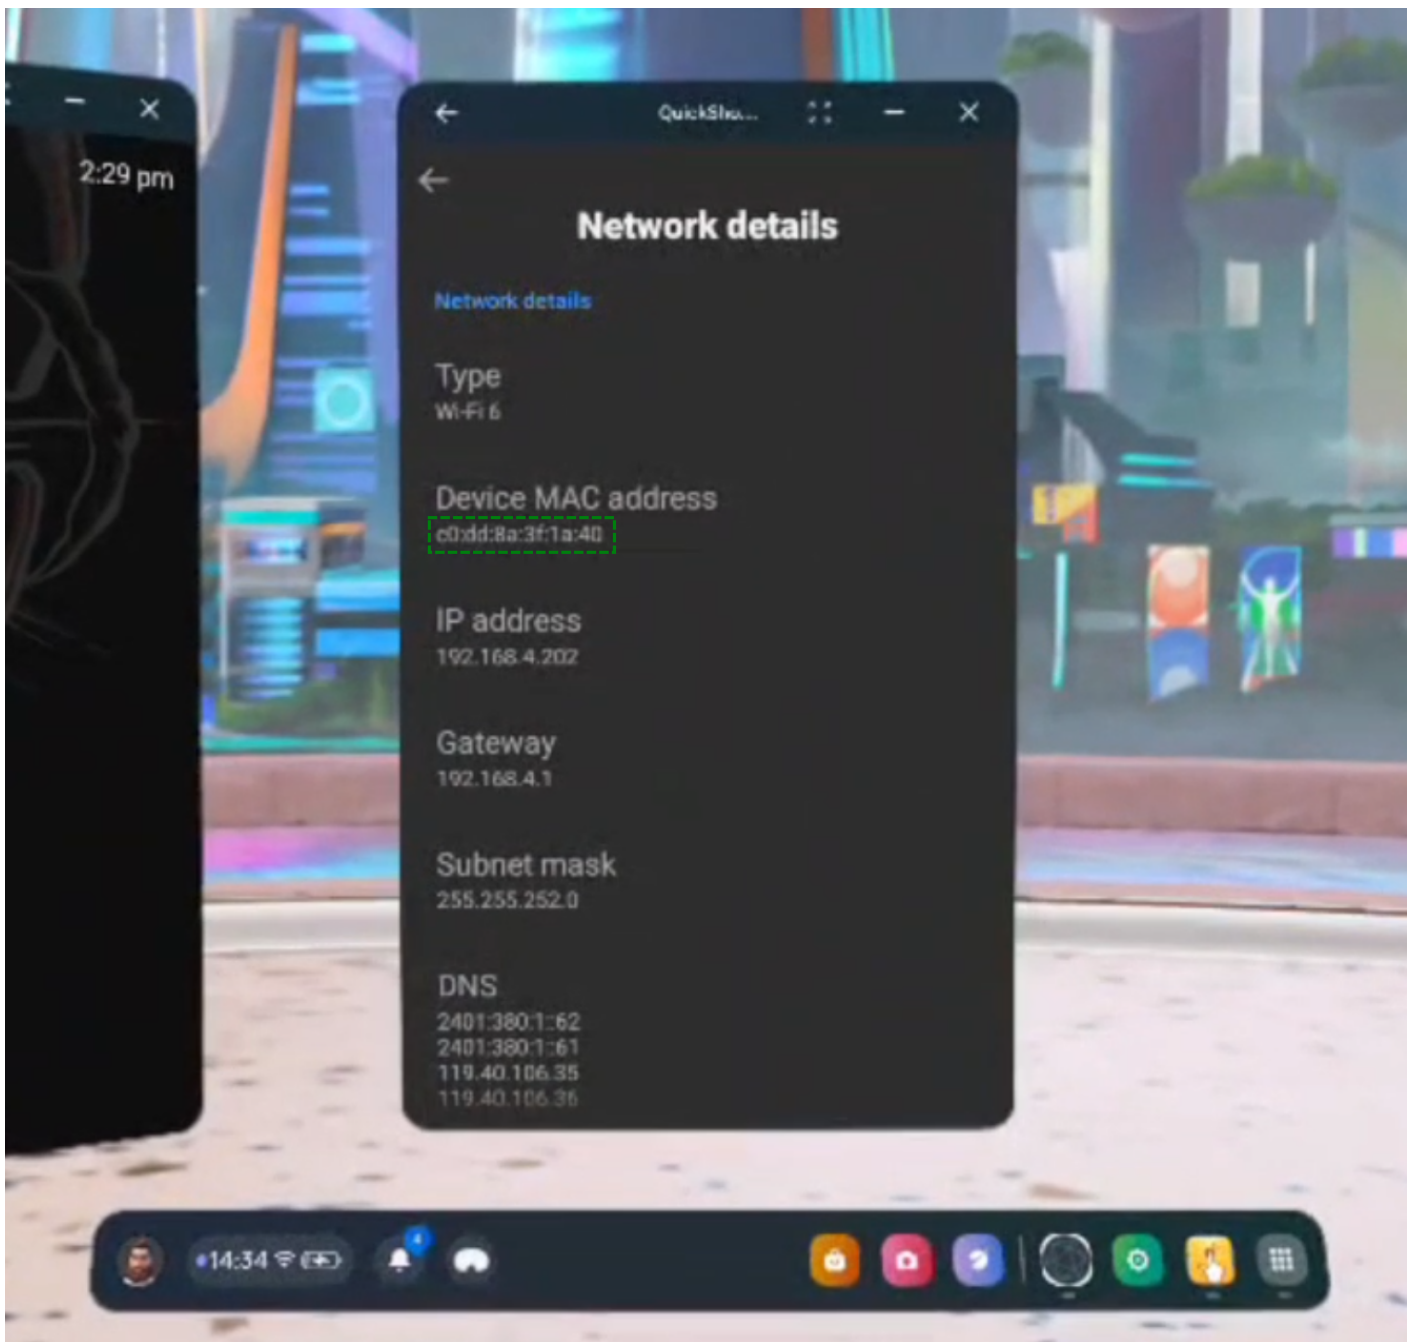 2:29 pm
QuickSho...
Network details
Network details
Type
Wi-Fi 6
Device MAC address
c0:dd:8a:3f:1a:40
IP address
192.168.4.202
Gateway
192.168.4.1
Subnet mask
255.255.252.0
DNS
2401:380:1::62
2401:380:1::61
119.40.106.35
119.40.106.36
14:34
4